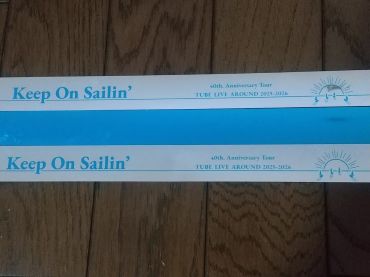 Keep On Sailin'
40th. Anniversary Tour
TUBE LIVE AROUND 2025-2026
Keep On Sailin'
40th. Anniversary Tour
TUBE LIVE AROUND 2025-2026